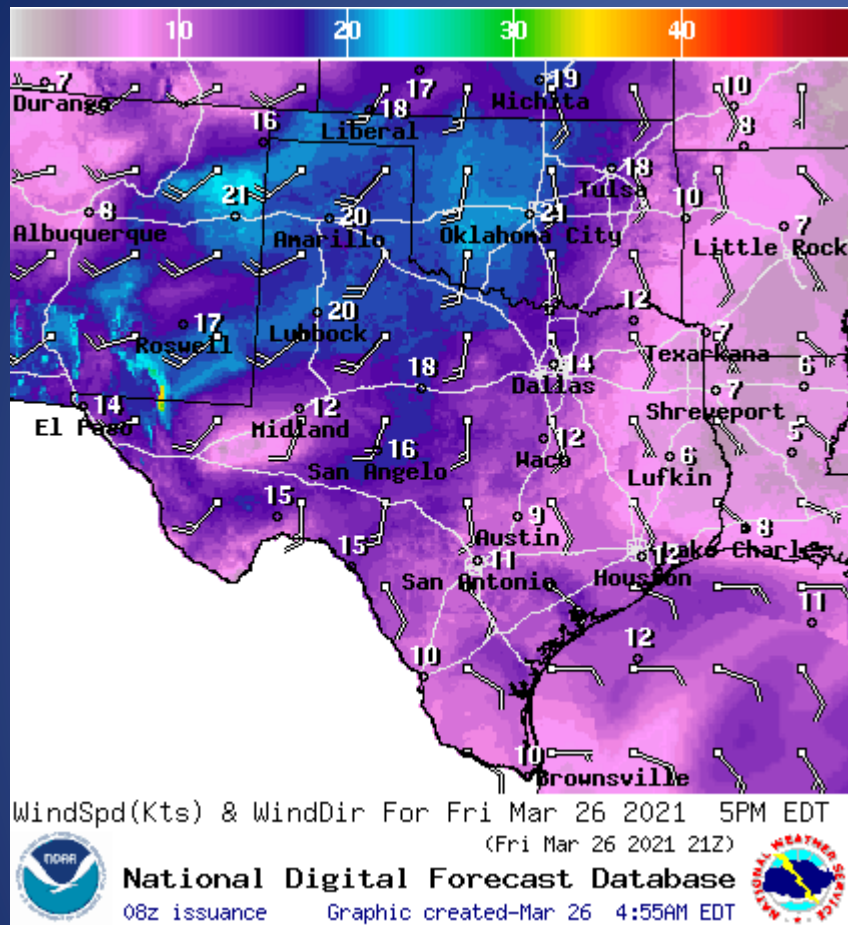 10 20 30 40
7 17 19 10
Durango Wichita
18
Liberal
16 8
18
Tulsa
8 21 20 21 10 7
Albuquerque Amarillo Oklahoma City Little Rock
17 20 12 7
Roswell Lubbock Texarkana
14
Dallas
18 7 6
Shreveport
14 12
El Paso Midland
16 12 6 5
San Angelo Waco Lufkin
15 9 8
Austin
15 11 12 Lake Charles
San Antonio Houston
11
12
10
10
Brownsville
WindSpd(Kts) & WindDir For Fri Mar 26 2021 5PM EDT
(Fri Mar 26 2021 21Z)
National Digital Forecast Database
08z issuance Graphic created-Mar 26 4:55AM EDT
NOAA
NATIONAL WEATHER SERVICE